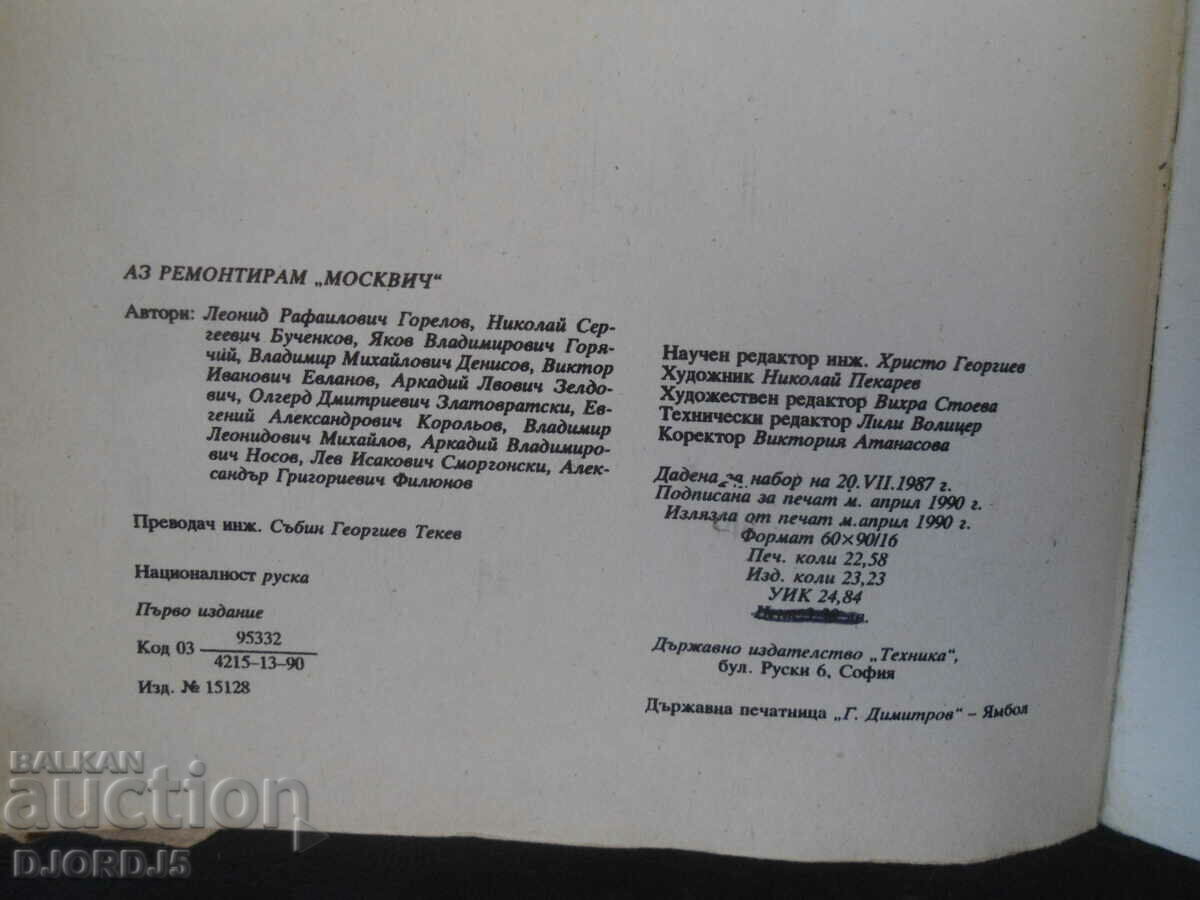 АЗ РЕМОНТИРАМ „МОСКВИЧ“
Автори: Леонид Рафаилович Горелов, Николай Сер-
геевич Бученков, Яков Владимирович Горя-
чий, Владимир Михайлович Денисов, Виктор
Иванович Евланов, Аркадий Лвович Зелдо-
вич, Олгерд Дмитриевич Златовратски, Ев-
гений Александрович Корольов, Владимир
Леонидович Михайлов, Аркадий Владимиро-
вич Носов, Лев Исакович Сморгонски, Алек-
сандър Григориевич Филюнов
Преводач инж. Събин Георгиев Текев
Националност руска
Първо издание
Код 03 95332
4215–13–90
Изд. № 15128
Научен редактор инж. Христо Георгиев
Художник Николай Пекарев
Художествен редактор Вихра Стоева
Технически редактор Лили Волицер
Коректор Виктория Атанасова
Дадена за набор на 20.VII.1987 г.
Подписана за печат м. април 1990 г.
Излязла от печат м. април 1990 г.
Формат 60×90/16
Печ. коли 22,58
Изд. коли 23,23
УИК 24,84
Държавно издателство „Техника“,
бул. Руски 6, София
Държавна печатница „Г. Димитров“ – Ямбол
BALKAN
auction
DJORDJ5